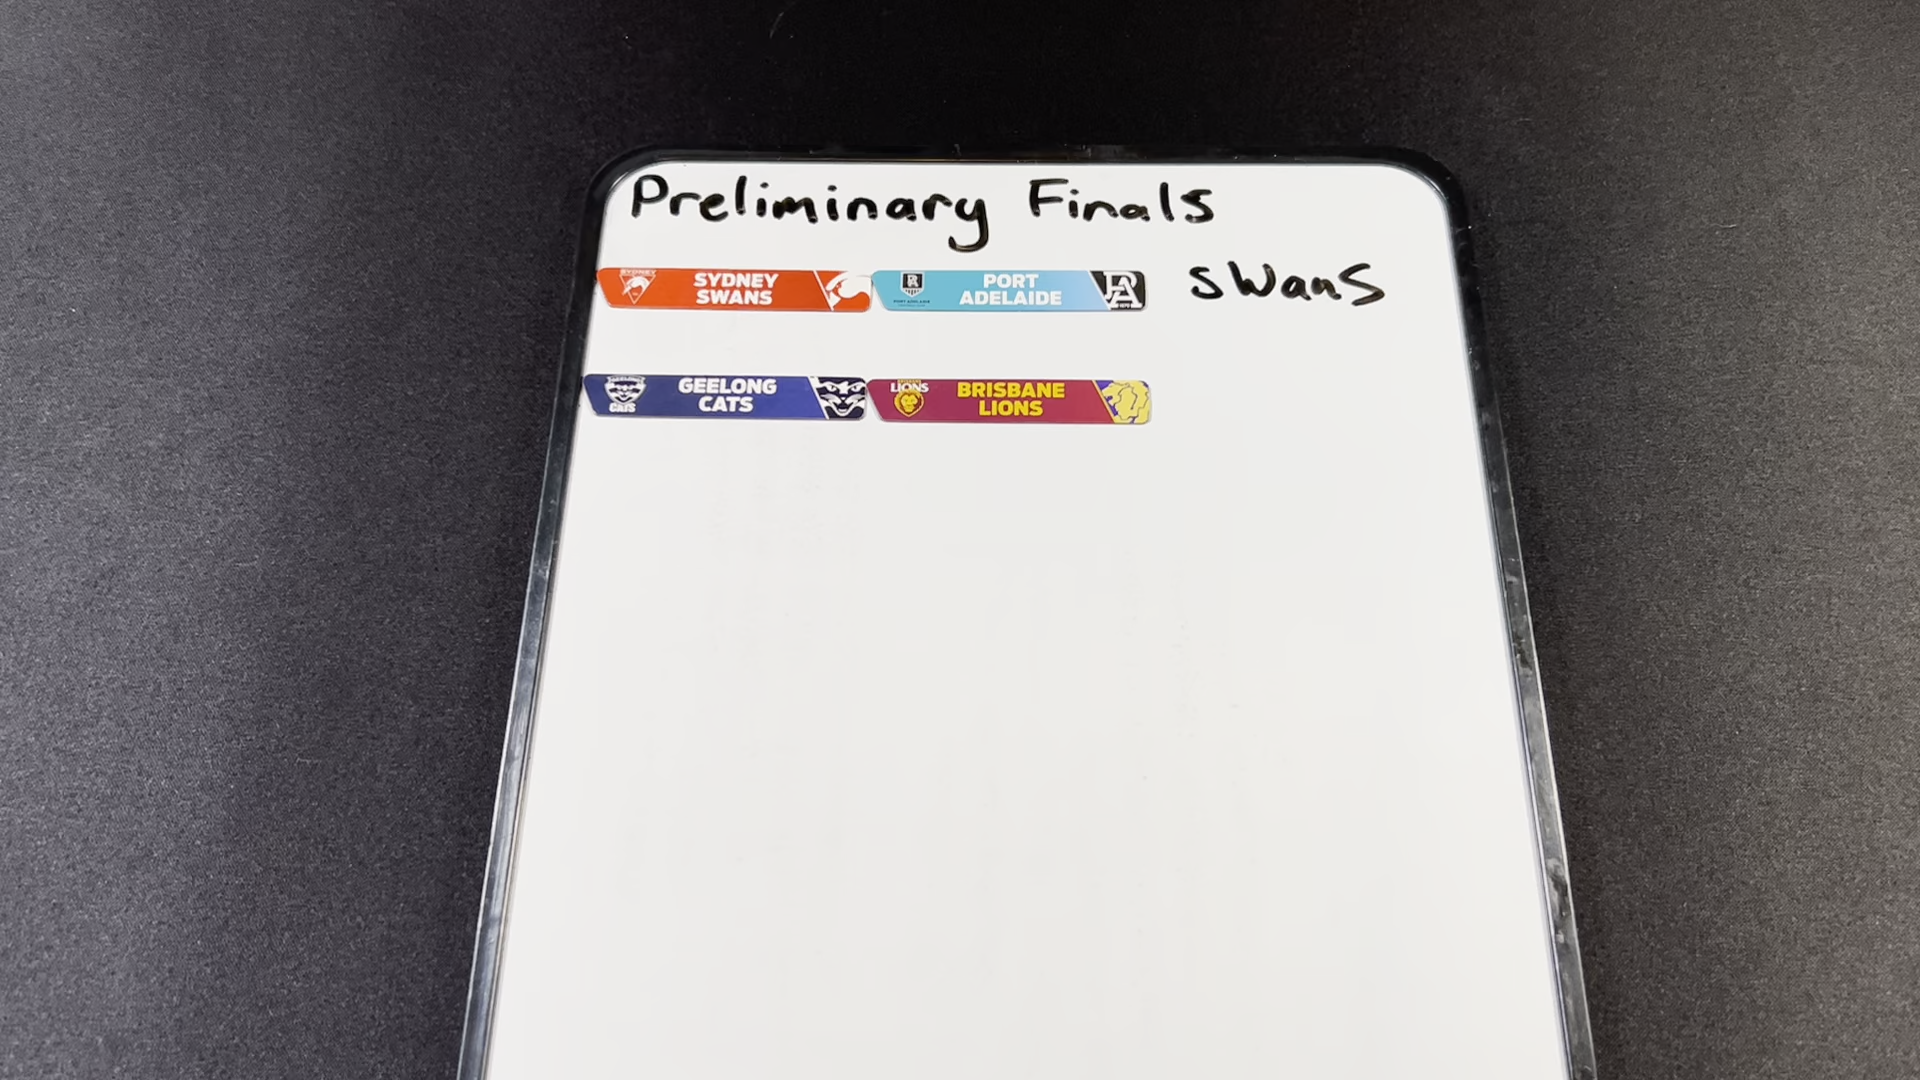 Preliminary Finals
SYDNEY SWANS PORT ADELAIDE swans
GEELONG CATS BRISBANE LIONS